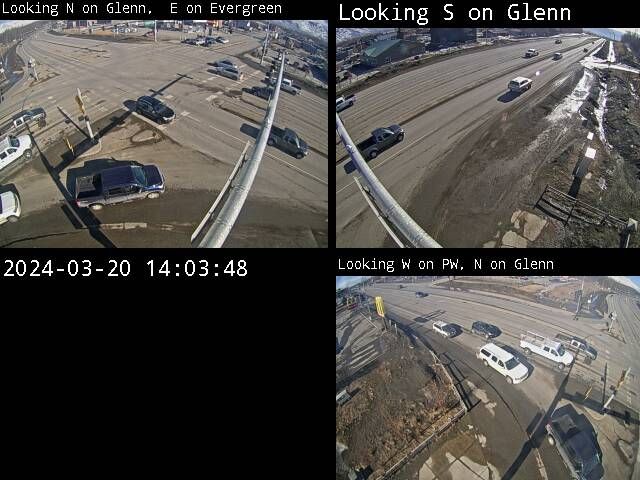 Looking N on Glenn, E on Evergreen
Looking S on Glenn
2024-03-20 14:03:48
Looking W on PW, N on Glenn